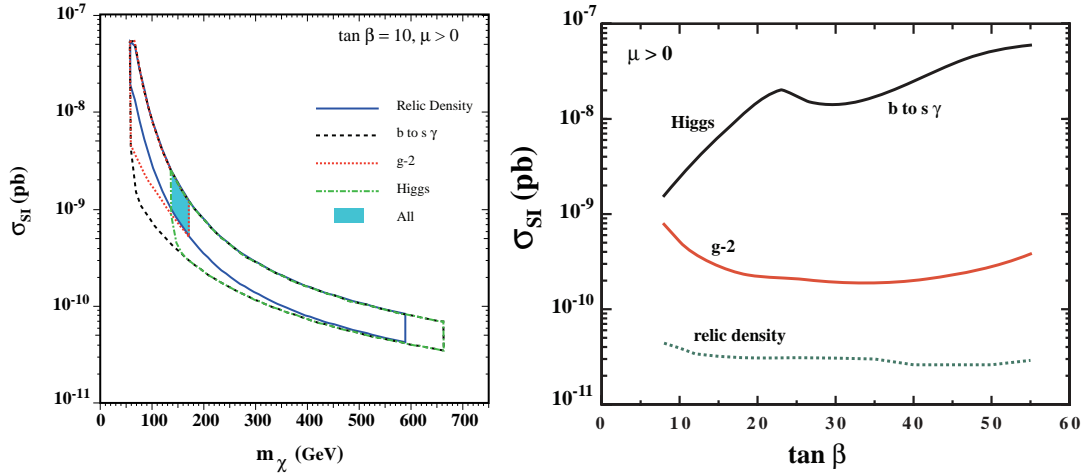 10^-7
10^-8
10^-9
10^-10
10^-11
σ_SI (pb)
tan β = 10, μ > 0
Relic Density
b to s γ
g-2
Higgs
All
0 100 200 300 400 500 600 700
m_χ (GeV)
10^-7
10^-8
10^-9
10^-10
10^-11
σ_SI (pb)
μ > 0
Higgs
b to s γ
g-2
relic density
0 10 20 30 40 50 60
tan β